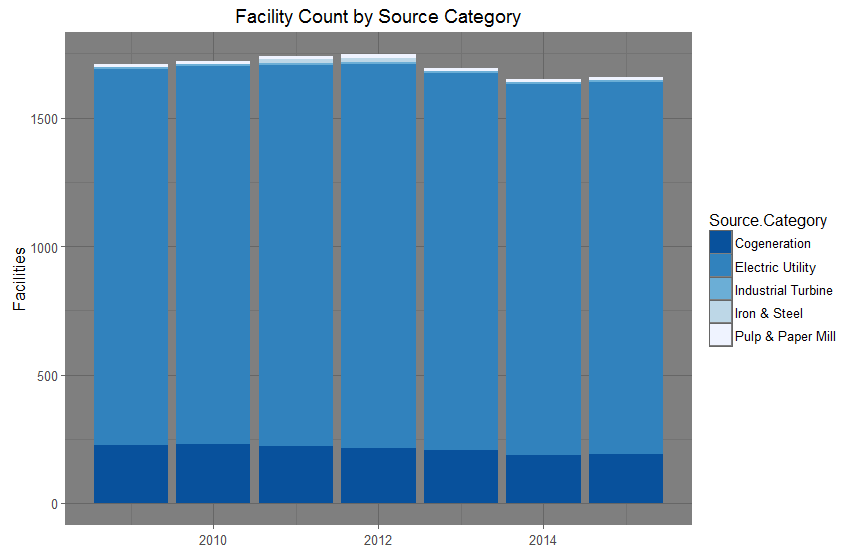 Facility Count by Source Category
Facilities
1500
1000
500
0
2010
2012
2014
Source.Category
Cogeneration
Electric Utility
Industrial Turbine
Iron & Steel
Pulp & Paper Mill